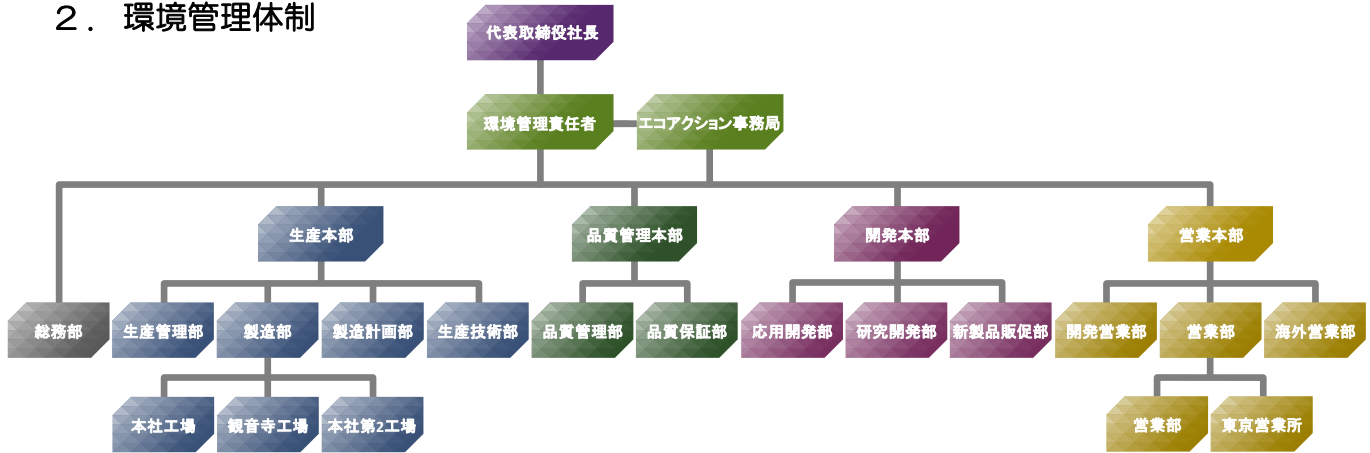 ２．環境管理体制
代表取締役社長
環境管理責任者
エコアクション事務局
生産本部
品質管理本部
開発本部
営業本部
総務部
生産管理部
製造部
製造計画部
生産技術部
品質管理部
品質保証部
応用開発部
研究開発部
新製品販促部
開発営業部
営業部
海外営業部
本社工場
観音寺工場
本社第2工場
営業部
東京営業所